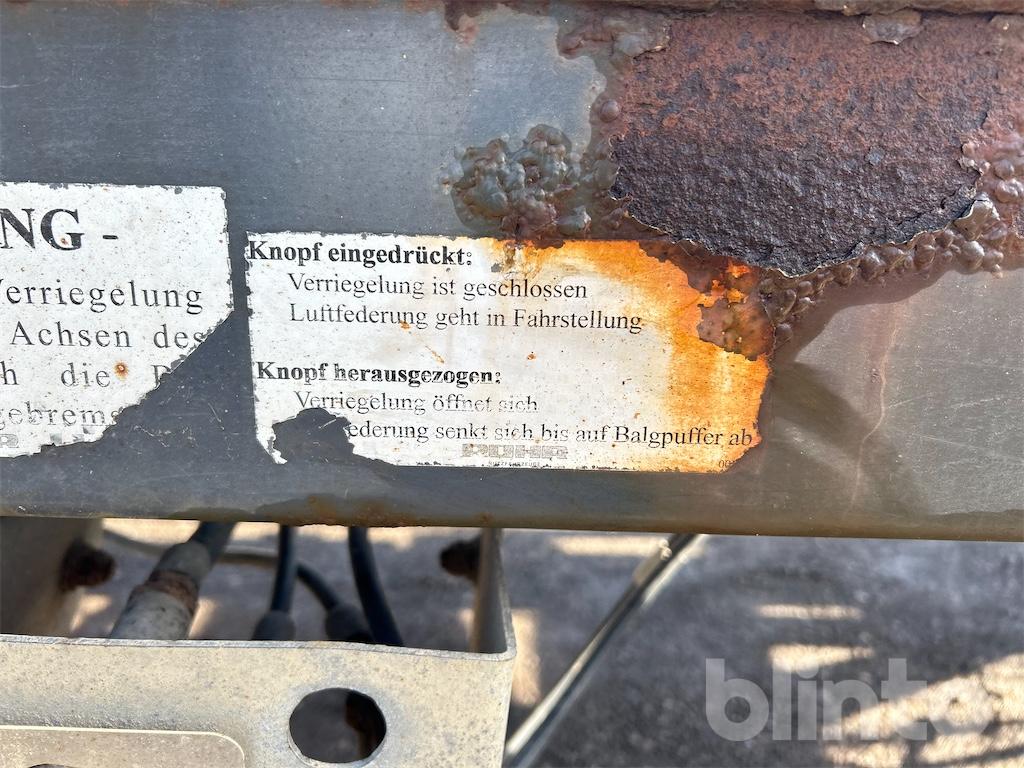 NG -
Verriegelung
Achsen des
h die
gebrems
Knopf eingedrückt:
Verriegelung ist geschlossen
Luftfederung geht in Fahrstellung
Knopf herausgezogen:
Verriegelung öffnet sich
federung senkt sich bis auf Balgpuffer ab
blinto